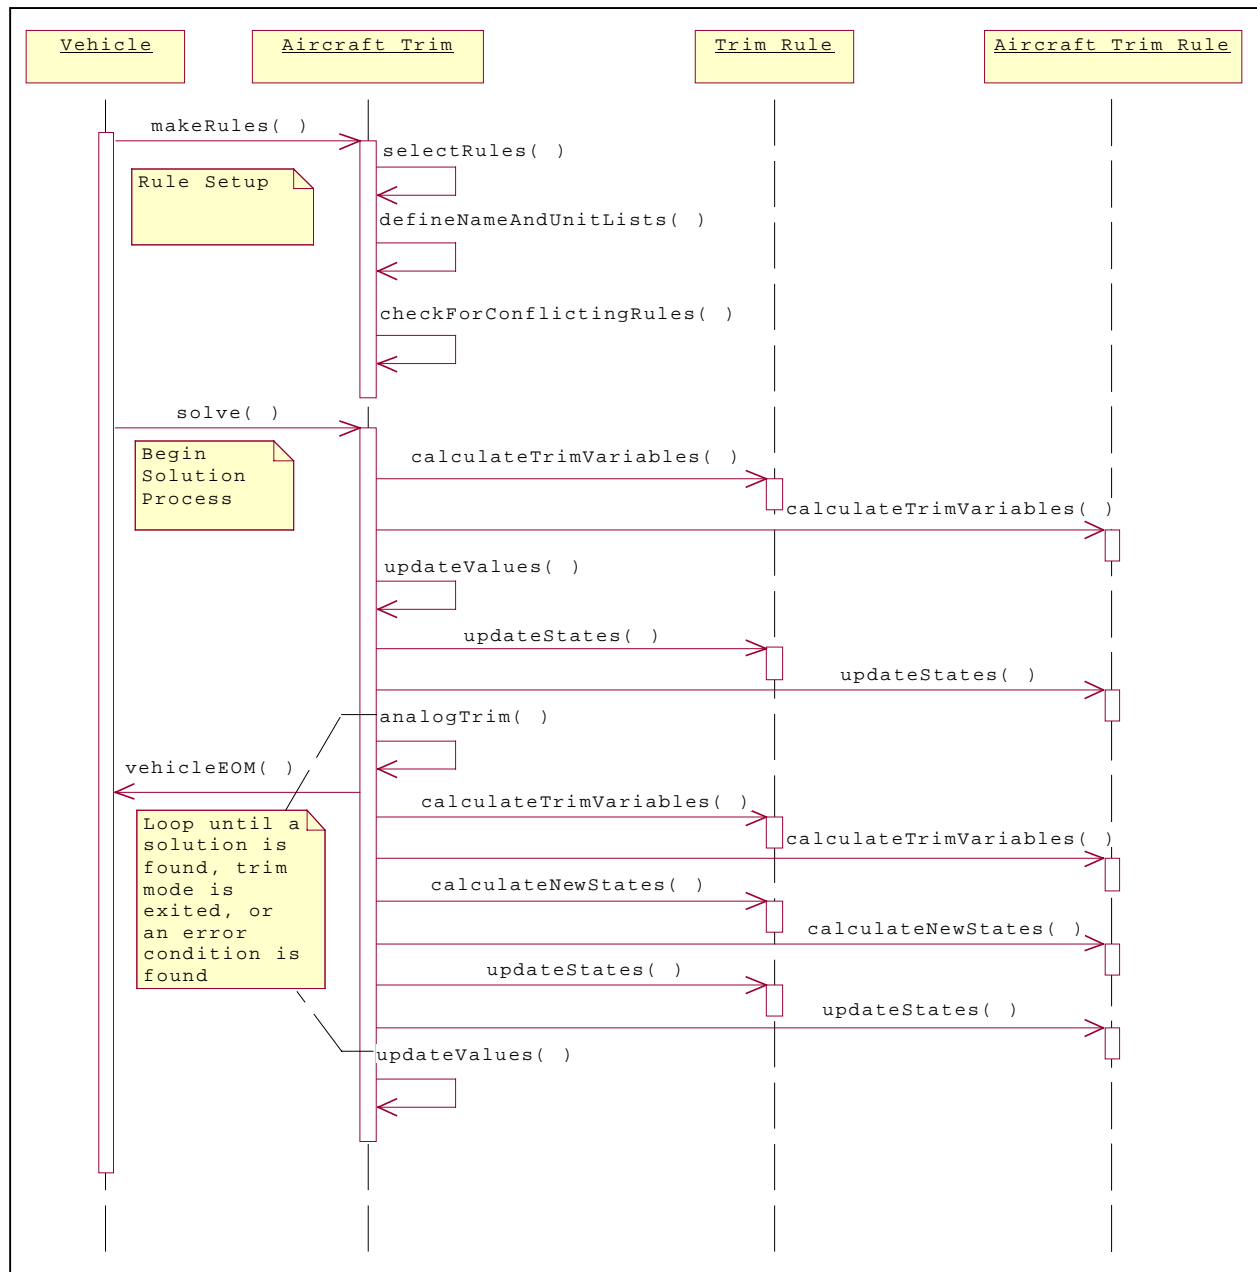 Vehicle
Aircraft Trim
Trim Rule
Aircraft Trim Rule
makeRules( )
selectRules( )
Rule Setup
defineNameAndUnitLists( )
checkForConflictingRules( )
solve( )
Begin
Solution
Process
calculateTrimVariables( )
calculateTrimVariables( )
updateValues( )
updateStates( )
updateStates( )
analogTrim( )
vehicleEOM( )
calculateTrimVariables( )
Loop until a
solution is
found, trim
mode is
exited, or
an error
condition is
found
calculateTrimVariables( )
calculateNewStates( )
calculateNewStates( )
updateStates( )
updateStates( )
updateValues( )